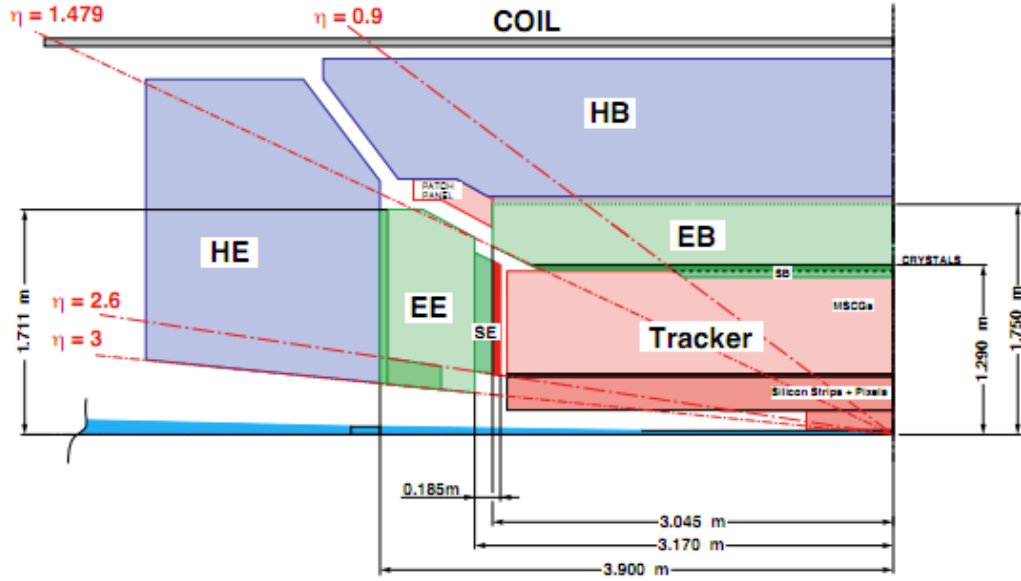 η = 1.479
η = 0.9
COIL
HB
PATCH
PANEL
HE
EB
CRYSTALS
SB
EE
η = 2.6
η = 3
SE
MSCGs
Tracker
Silicon Strips + Pixels
1.711 m
1.290 m
1.750 m
0.185m
3.045 m
3.170 m
3.900 m